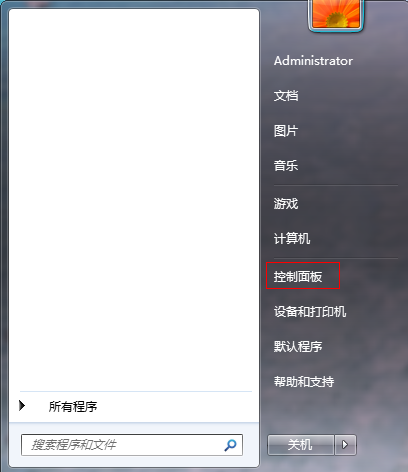 Administrator
文档
图片
音乐
游戏
计算机
控制面板
设备和打印机
默认程序
帮助和支持
所有程序
搜索程序和文件
关机